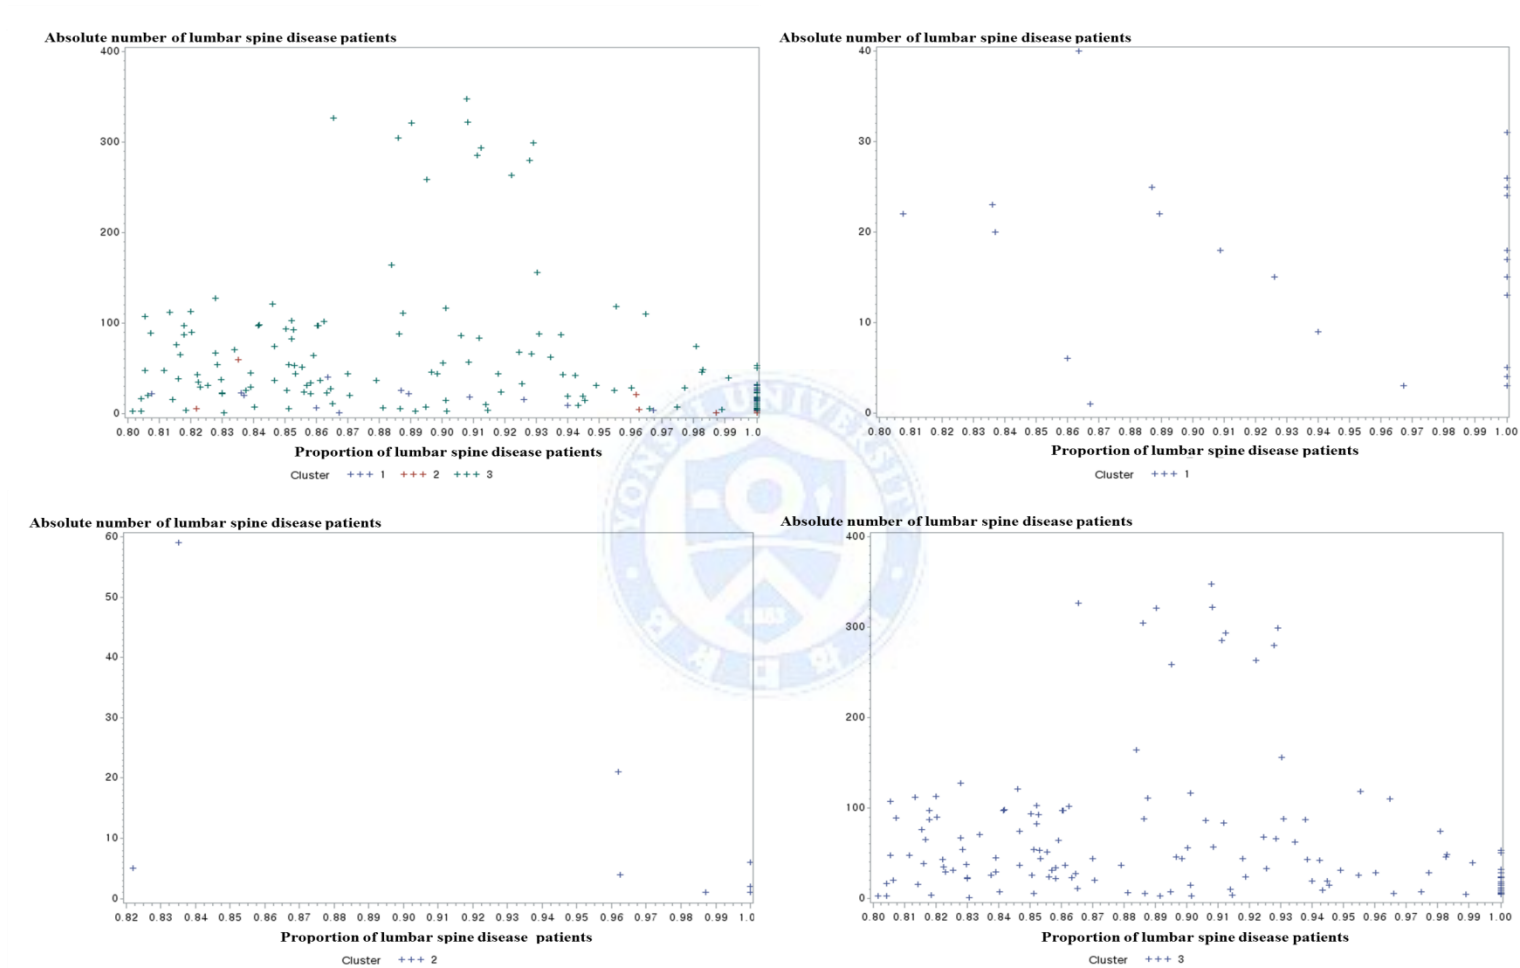 Absolute number of lumbar spine disease patients
400
300
200
100
0
0.80 0.81 0.82 0.83 0.84 0.85 0.86 0.87 0.88 0.89 0.90 0.91 0.92 0.93 0.94 0.95 0.96 0.97 0.98 0.99 1.0
Proportion of lumbar spine disease patients
Cluster +++ 1 +++ 2 +++ 3
Absolute number of lumbar spine disease patients
40
30
20
10
0
0.80 0.81 0.82 0.83 0.84 0.85 0.86 0.87 0.88 0.89 0.90 0.91 0.92 0.93 0.94 0.95 0.96 0.97 0.98 0.99 1.00
Proportion of lumbar spine disease patients
Cluster +++ 1
Absolute number of lumbar spine disease patients
60
50
40
30
20
10
0
0.82 0.83 0.84 0.85 0.86 0.87 0.88 0.89 0.90 0.91 0.92 0.93 0.94 0.95 0.96 0.97 0.98 0.99 1.0
Proportion of lumbar spine disease patients
Cluster +++ 2
Absolute number of lumbar spine disease patients
400
300
200
100
0
0.80 0.81 0.82 0.83 0.84 0.85 0.86 0.87 0.88 0.89 0.90 0.91 0.92 0.93 0.94 0.95 0.96 0.97 0.98 0.99 1.00
Proportion of lumbar spine disease patients
Cluster +++ 3
YONSEI UNIVERSITY